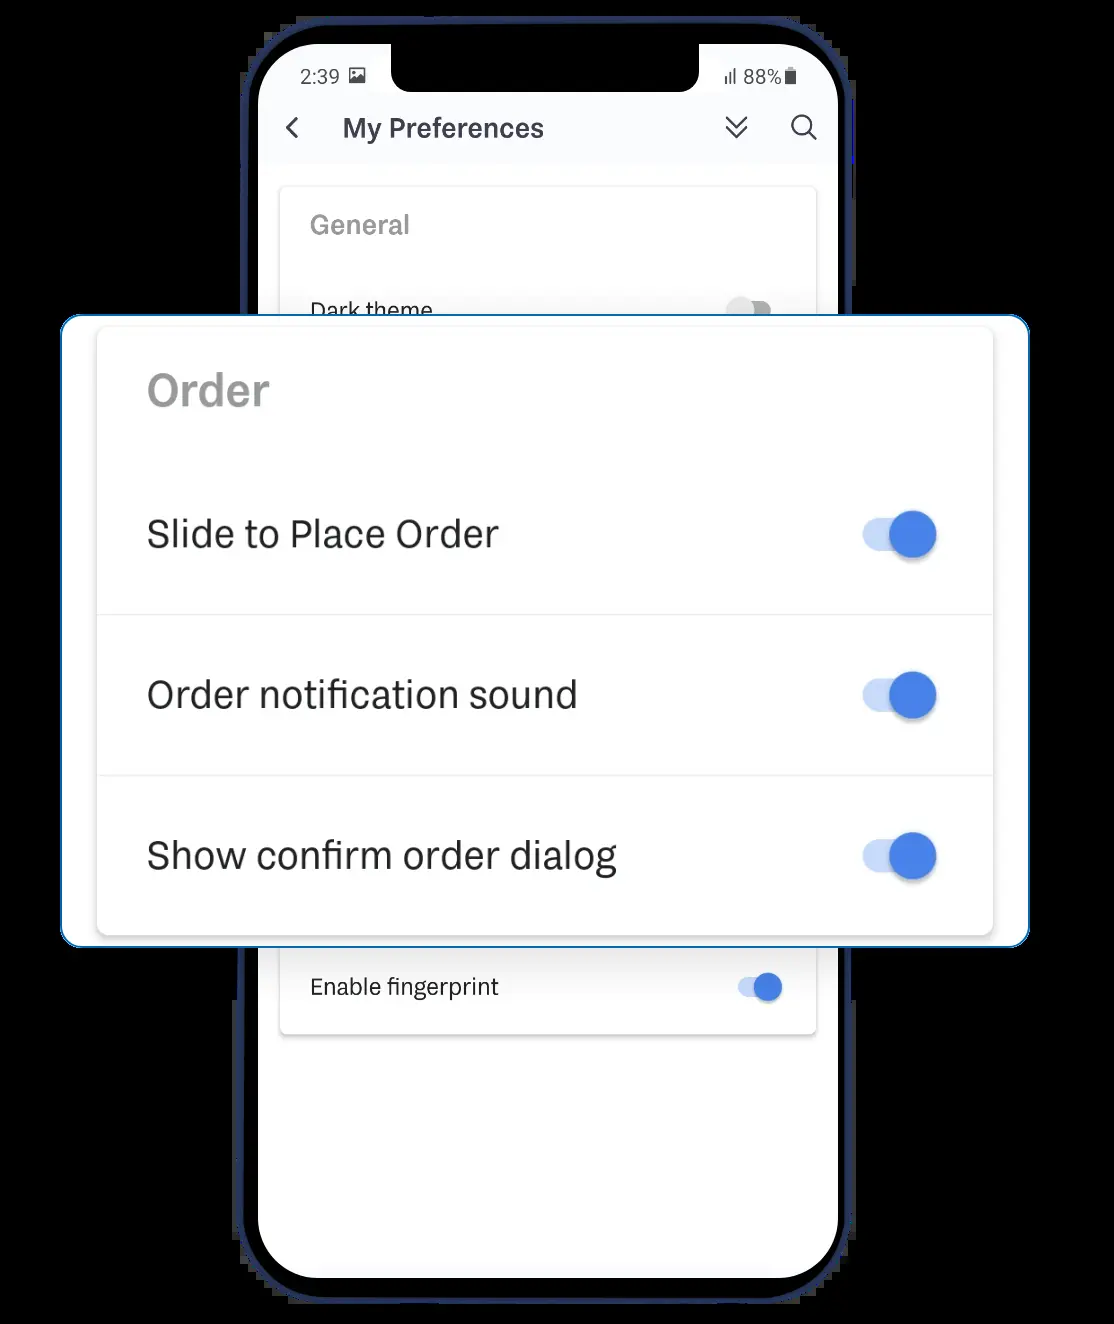 2:39 88%
My Preferences
General
Dark theme
Order
Slide to Place Order
Order notification sound
Show confirm order dialog
Enable fingerprint